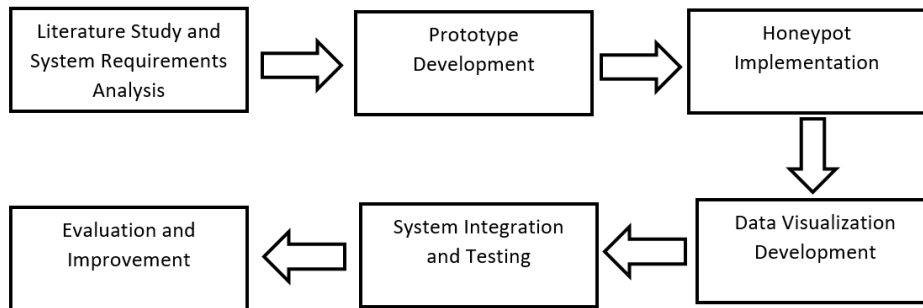 Literature Study and
System Requirements
Analysis
Prototype
Development
Honeypot
Implementation
Data Visualization
Development
System Integration
and Testing
Evaluation and
Improvement